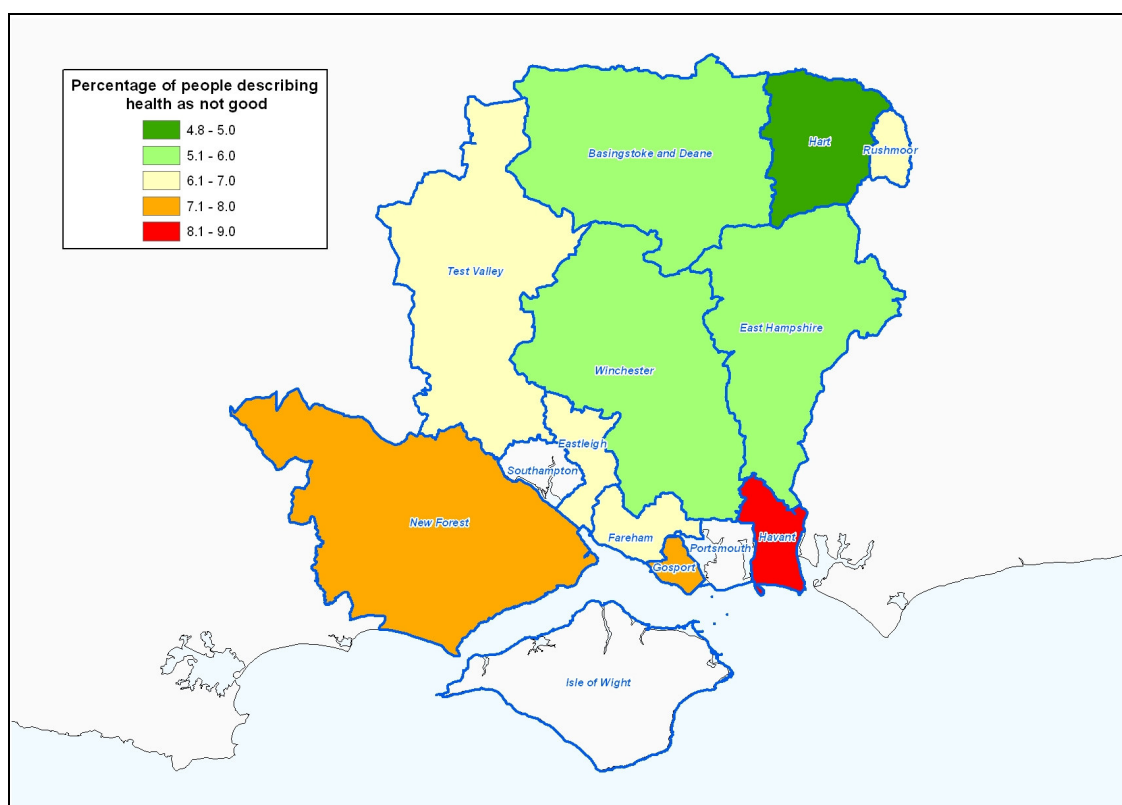 Percentage of people describing
health as not good
4.8 - 5.0
5.1 - 6.0
6.1 - 7.0
7.1 - 8.0
8.1 - 9.0
Basingstoke and Deane
Hart
Rushmoor
Test Valley
East Hampshire
Winchester
Eastleigh
Southampton
New Forest
Fareham
Portsmouth
Havant
Gosport
Isle of Wight